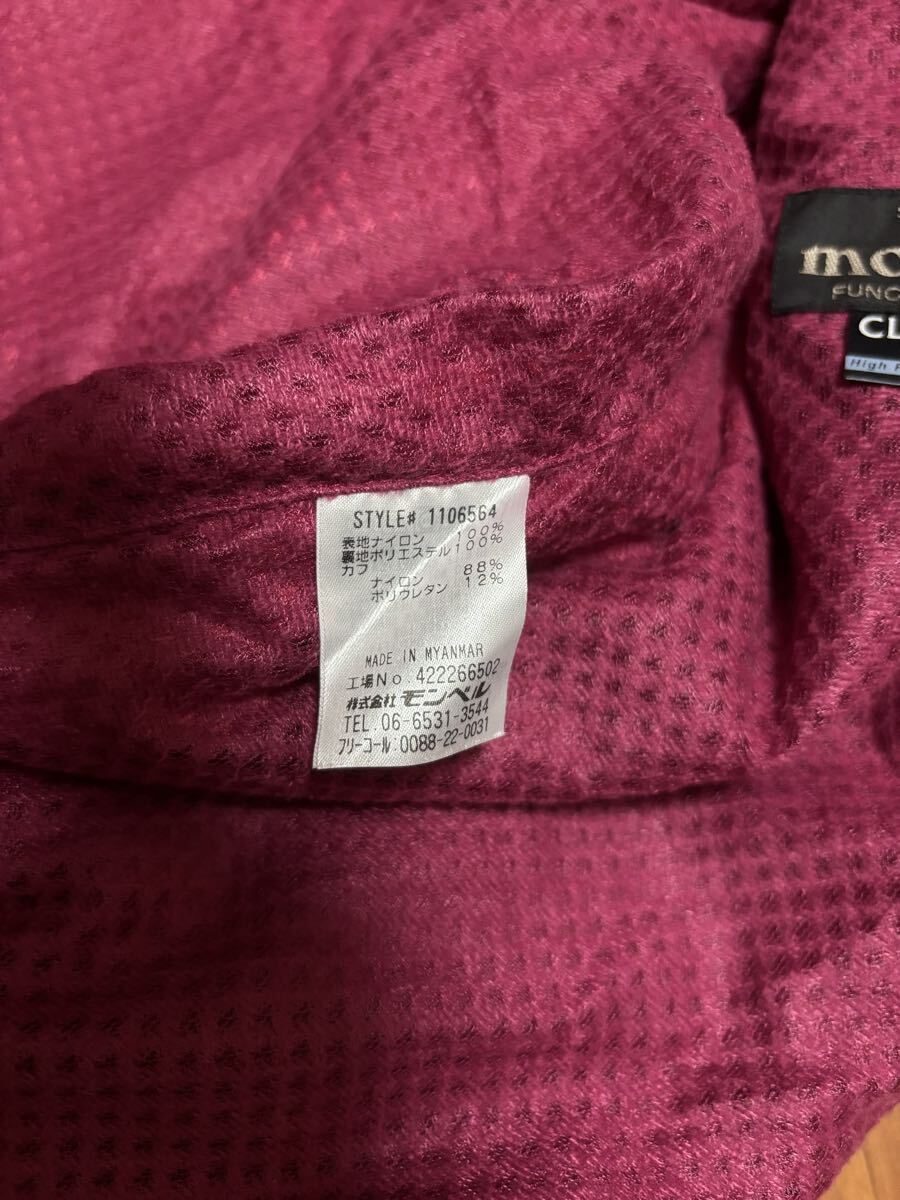 mo
FUNC
CL
High
STYLE# 1106564
表地ナイロン 100%
裏地ポリエステル100%
カフ
ナイロン 88%
ポリウレタン 12%
MADE IN MYANMAR
工場No.422266502
株式会社 モンベル
TEL.06-6531-3544
フリーコール:0088-22-0031